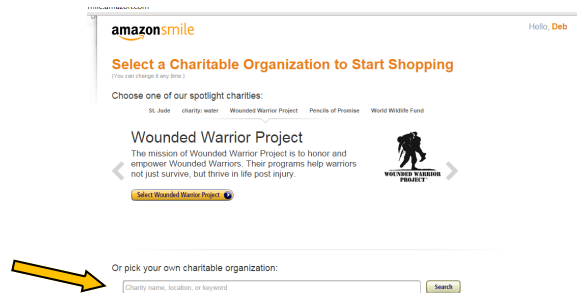 mile.amazon.com
amazonsmile
Hello, Deb
Select a Charitable Organization to Start Shopping
(You can change it any time.)
Choose one of our spotlight charities:
St. Jude charity: water Wounded Warrior Project Pencils of Promise World Wildlife Fund
Wounded Warrior Project
The mission of Wounded Warrior Project is to honor and
empower Wounded Warriors. Their programs help warriors
not just survive, but thrive in life post injury.
WOUNDED WARRIOR
PROJECT
Select Wounded Warrior Project
Or pick your own charitable organization:
Charity name, location, or keyword
Search